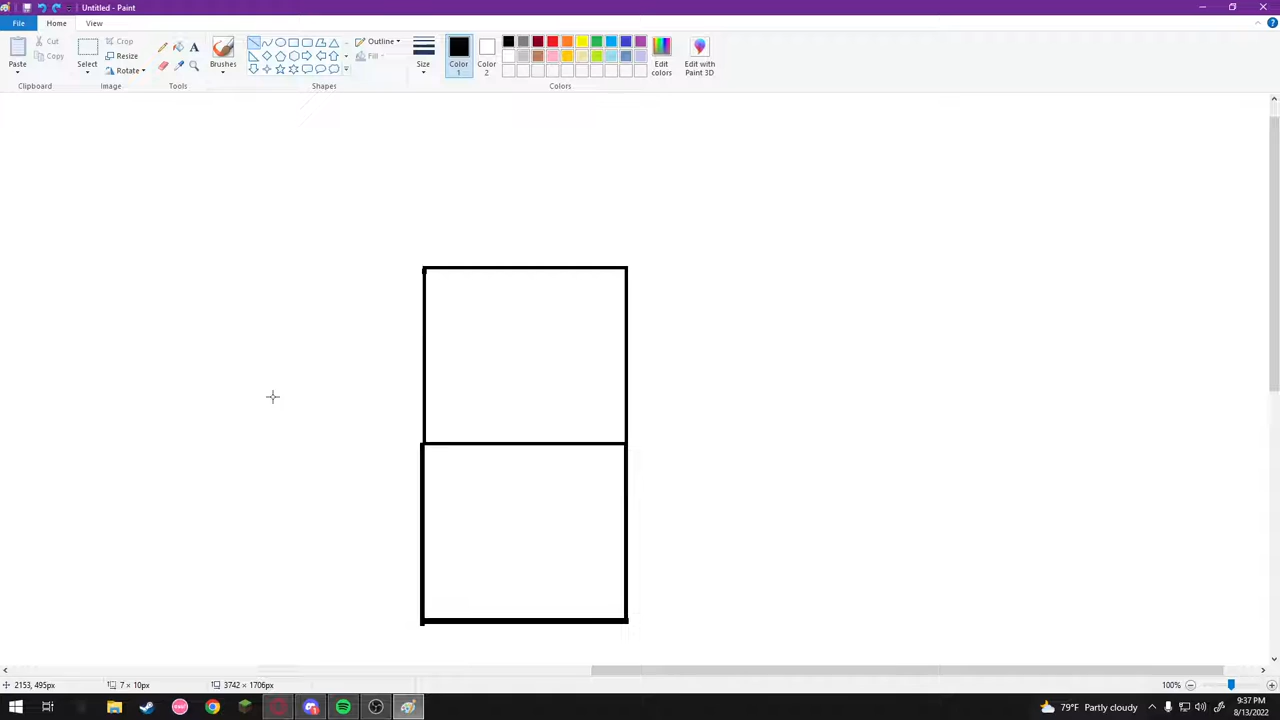 Untitled - Paint
File Home View
Paste
Cut
Copy
Clipboard
Select
Crop
Resize
Rotate
Image
A
Tools
Brushes
Outline
Fill
Shapes
Size
Color 1
Color 2
Edit colors
Colors
Edit with Paint 3D
2153, 495px
7 × 10px
3742 × 1706px
100%
osu!
79°F Partly cloudy
9:37 PM
8/13/2022